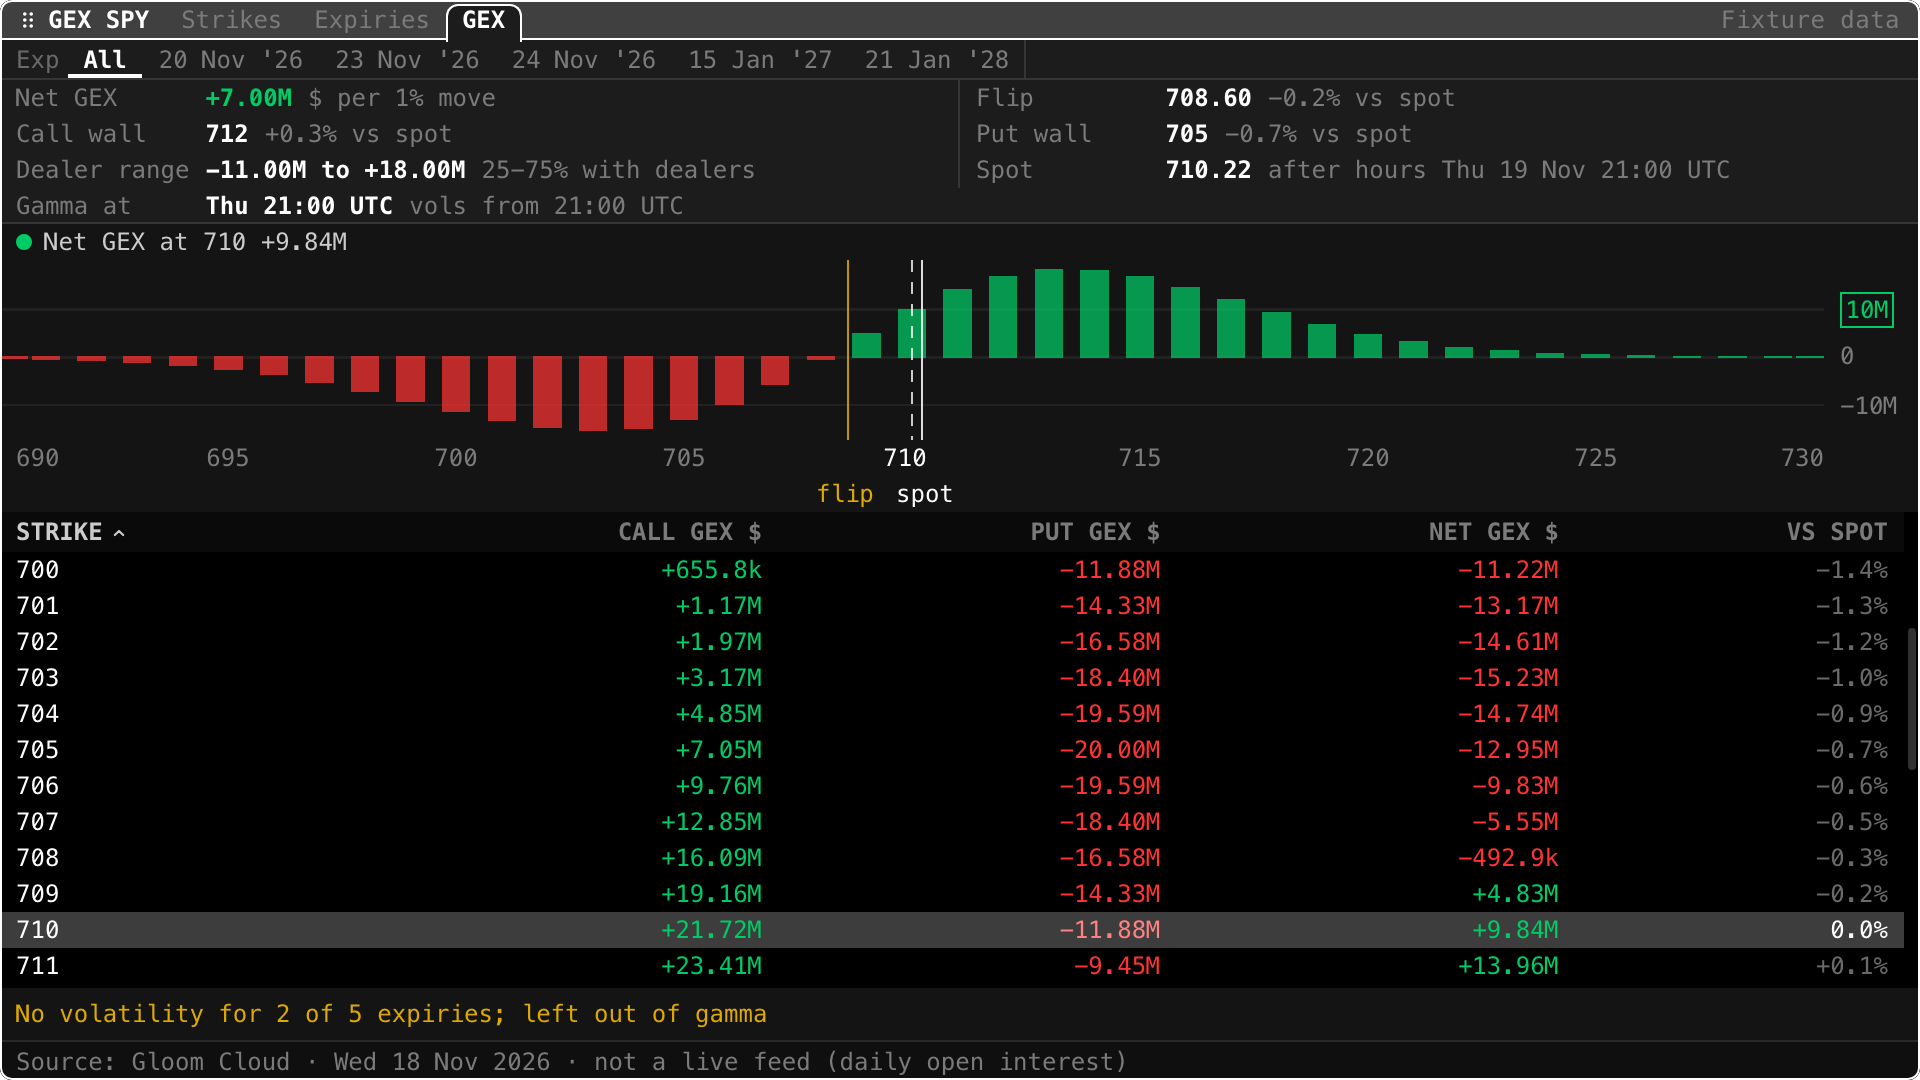 GEX SPY Strikes Expiries GEX Fixture data
Exp All 20 Nov '26 23 Nov '26 24 Nov '26 15 Jan '27 21 Jan '28
Net GEX +7.00M $ per 1% move
Call wall 712 +0.3% vs spot
Dealer range −11.00M to +18.00M 25−75% with dealers
Gamma at Thu 21:00 UTC vols from 21:00 UTC
Flip 708.60 −0.2% vs spot
Put wall 705 −0.7% vs spot
Spot 710.22 after hours Thu 19 Nov 21:00 UTC
Net GEX at 710 +9.84M
10M
0
−10M
690 695 700 705 710 715 720 725 730
flip spot
STRIKE CALL GEX $ PUT GEX $ NET GEX $ VS SPOT
700 +655.8k −11.88M −11.22M −1.4%
701 +1.17M −14.33M −13.17M −1.3%
702 +1.97M −16.58M −14.61M −1.2%
703 +3.17M −18.40M −15.23M −1.0%
704 +4.85M −19.59M −14.74M −0.9%
705 +7.05M −20.00M −12.95M −0.7%
706 +9.76M −19.59M −9.83M −0.6%
707 +12.85M −18.40M −5.55M −0.5%
708 +16.09M −16.58M −492.9k −0.3%
709 +19.16M −14.33M +4.83M −0.2%
710 +21.72M −11.88M +9.84M 0.0%
711 +23.41M −9.45M +13.96M +0.1%
No volatility for 2 of 5 expiries; left out of gamma
Source: Gloom Cloud · Wed 18 Nov 2026 · not a live feed (daily open interest)